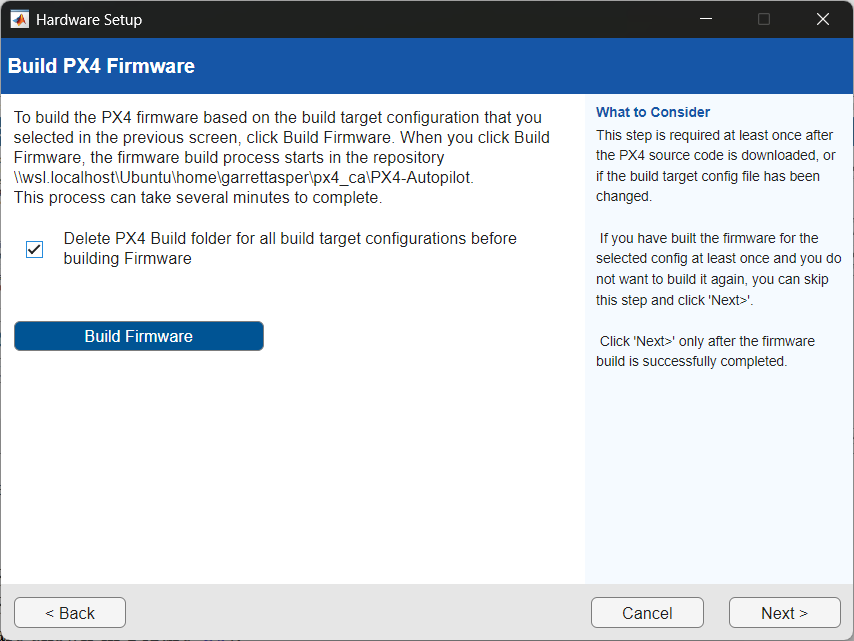 Hardware Setup
Build PX4 Firmware
To build the PX4 firmware based on the build target configuration that you
selected in the previous screen, click Build Firmware. When you click Build
Firmware, the firmware build process starts in the repository
\\wsl.localhost\Ubuntu\home\garrettasper\px4_ca\PX4-Autopilot.
This process can take several minutes to complete.
Delete PX4 Build folder for all build target configurations before
building Firmware
Build Firmware
What to Consider
This step is required at least once after
the PX4 source code is downloaded, or
if the build target config file has been
changed.
If you have built the firmware for the
selected config at least once and you do
not want to build it again, you can skip
this step and click 'Next>'.
Click 'Next>' only after the firmware
build is successfully completed.
< Back
Cancel
Next >